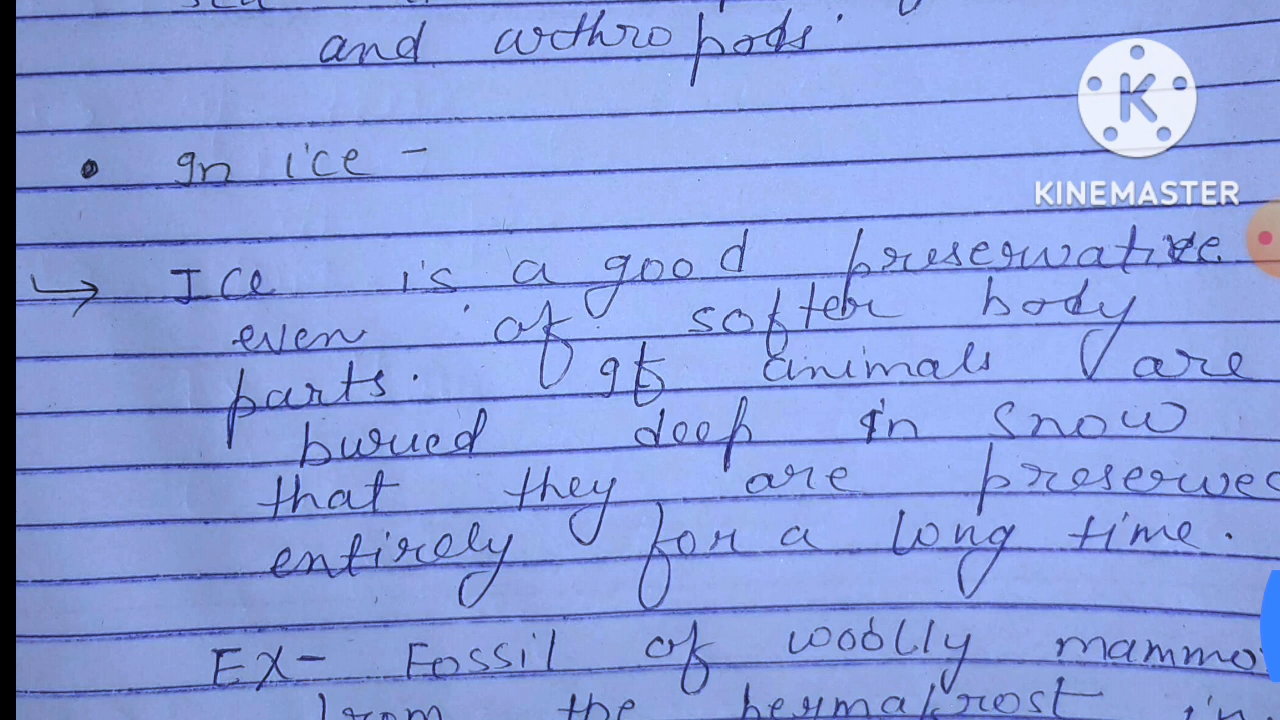 and arthropods.
K
KINEMASTER
• In ice -
→ Ice is a good preservative
even of softer body
parts. If animals are
buried deep in snow
that they are preserved
entirely for a long time.
EX- Fossil of woolly mammo
from the permafrost in